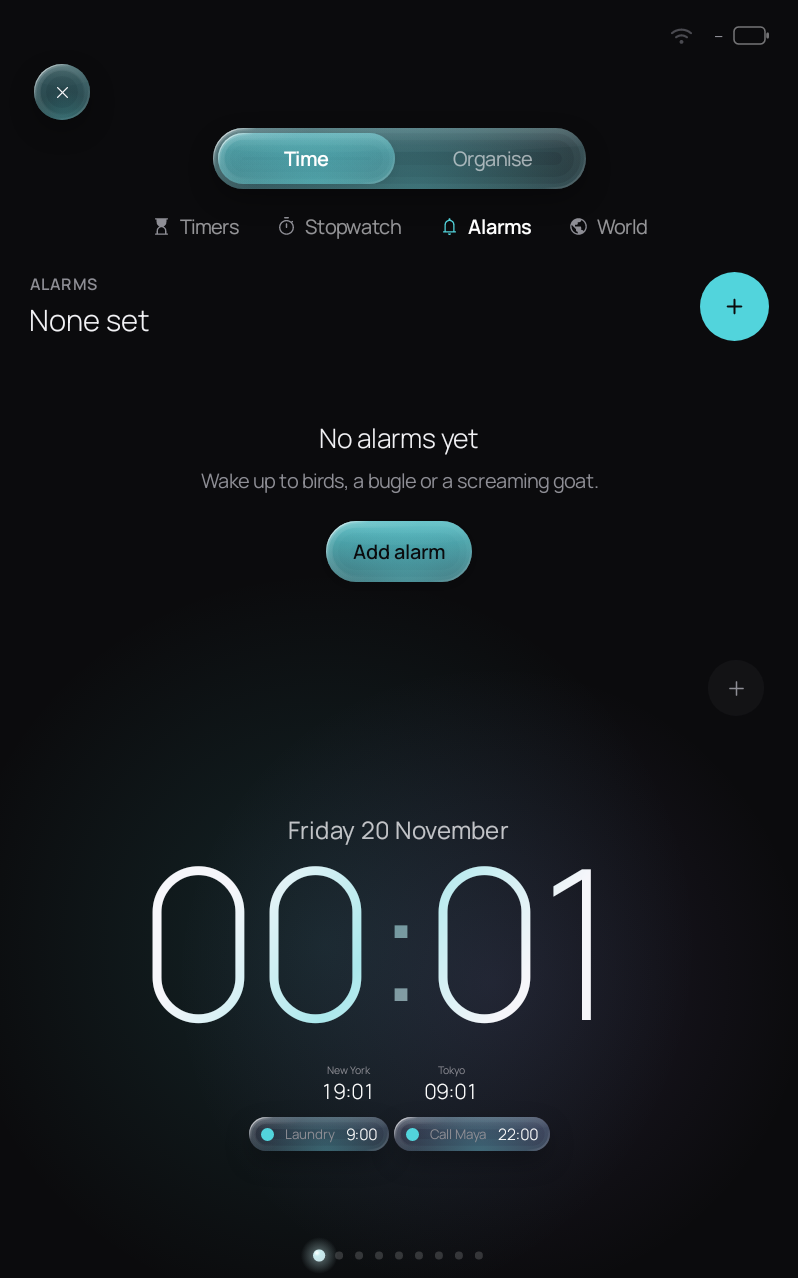 Time Organise
Timers Stopwatch Alarms World
ALARMS
None set
No alarms yet
Wake up to birds, a bugle or a screaming goat.
Add alarm
Friday 20 November
00:01
New York Tokyo
19:01 09:01
Laundry 9:00 Call Maya 22:00